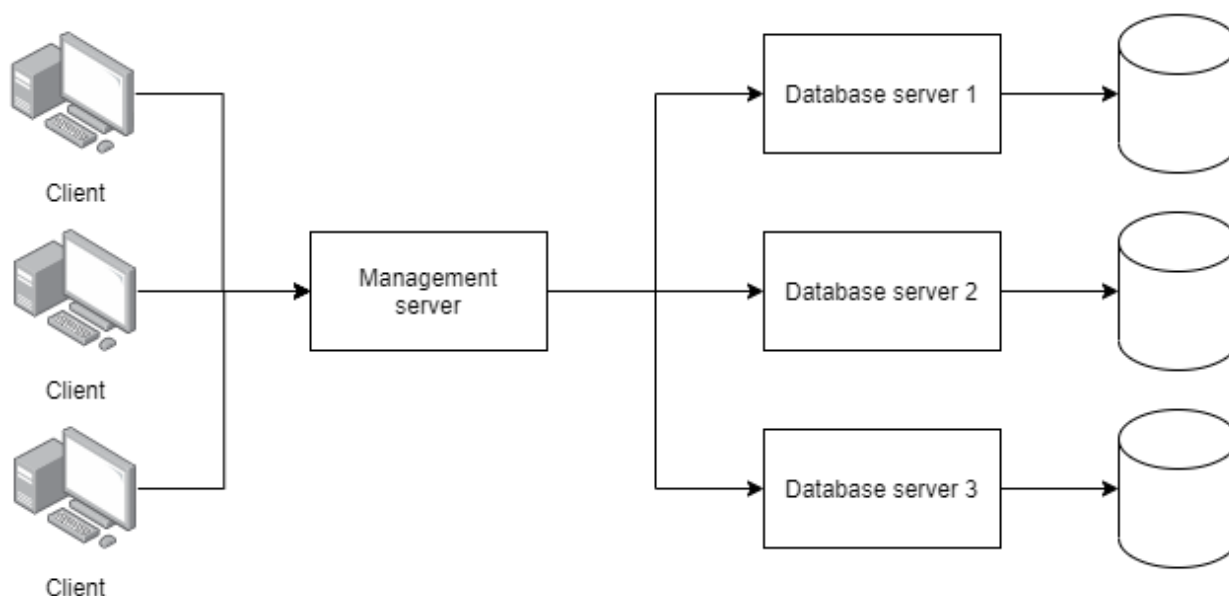 Client
Client
Client
Management
server
Database server 1
Database server 2
Database server 3